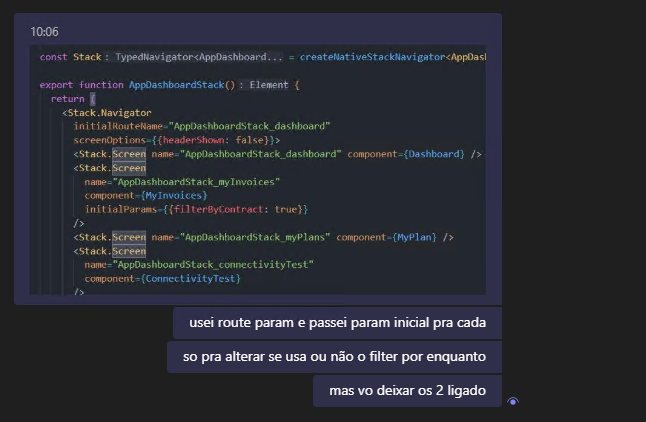 10:06
const Stack: TypedNavigator<AppDashboard... = createNativeStackNavigator<AppDasl
export function AppDashboardStack(): Element {
return (
<Stack.Navigator
initialRouteName="AppDashboardStack_dashboard"
screenOptions={{headerShown: false}}>
<Stack.Screen name="AppDashboardStack_dashboard" component={Dashboard} />
<Stack.Screen
name="AppDashboardStack_myInvoices"
component={MyInvoices}
initialParams={{filterByContract: true}}
/>
<Stack.Screen name="AppDashboardStack_myPlans" component={MyPlan} />
<Stack.Screen
name="AppDashboardStack_connectivityTest"
component={ConnectivityTest}
/>
usei route param e passei param inicial pra cada
so pra alterar se usa ou não o filter por enquanto
mas vo deixar os 2 ligado